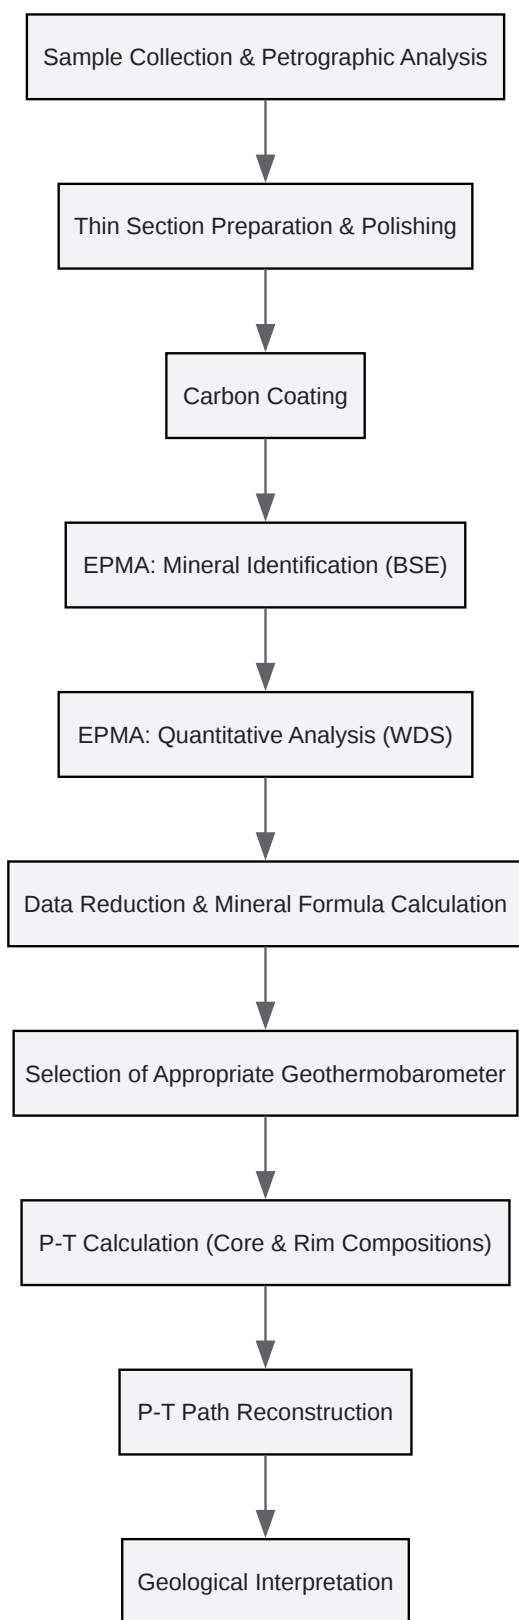 Sample Collection & Petrographic Analysis
Thin Section Preparation & Polishing
Carbon Coating
EPMA: Mineral Identification (BSE)
EPMA: Quantitative Analysis (WDS)
Data Reduction & Mineral Formula Calculation
Selection of Appropriate Geothermobarometer
P-T Calculation (Core & Rim Compositions)
P-T Path Reconstruction
Geological Interpretation